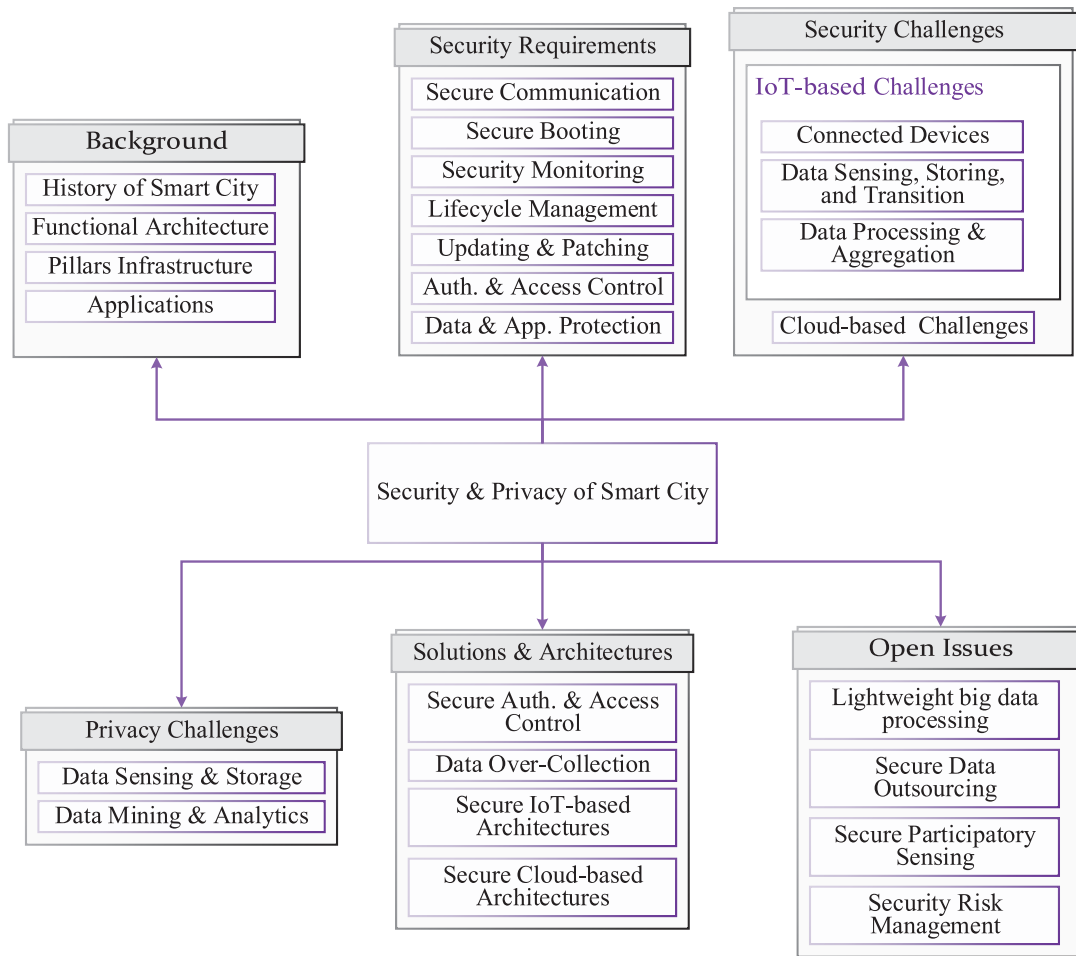 Background
History of Smart City
Functional Architecture
Pillars Infrastructure
Applications
Security Requirements
Secure Communication
Secure Booting
Security Monitoring
Lifecycle Management
Updating & Patching
Auth. & Access Control
Data & App. Protection
Security Challenges
IoT-based Challenges
Connected Devices
Data Sensing, Storing,
and Transition
Data Processing &
Aggregation
Cloud-based Challenges
Security & Privacy of Smart City
Privacy Challenges
Data Sensing & Storage
Data Mining & Analytics
Solutions & Architectures
Secure Auth. & Access
Control
Data Over-Collection
Secure IoT-based
Architectures
Secure Cloud-based
Architectures
Open Issues
Lightweight big data
processing
Secure Data
Outsourcing
Secure Participatory
Sensing
Security Risk
Management